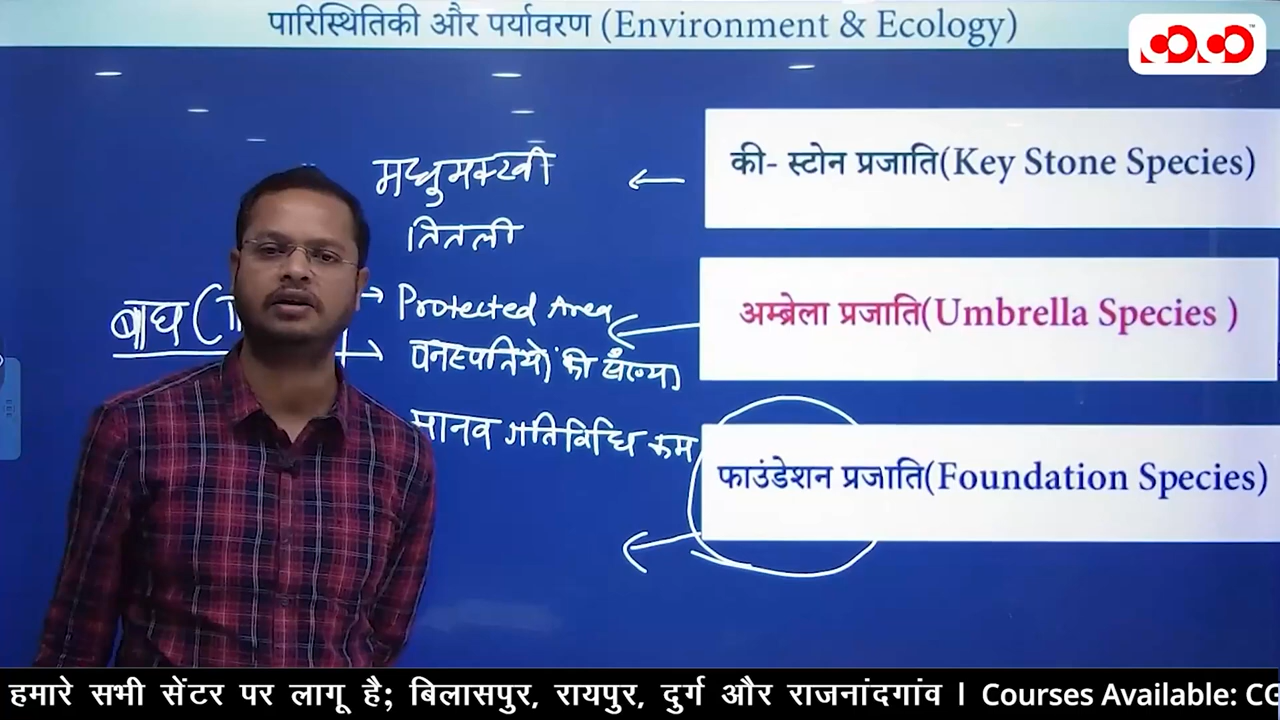 पारिस्थितिकी और पर्यावरण (Environment & Ecology)
की- स्टोन प्रजाति(Key Stone Species)
मधुमक्खी
तितली
अम्ब्रेला प्रजाति(Umbrella Species )
बाघ (
Protected Area
वनस्पतियों की संख्या
मानव गतिविधि कम
फाउंडेशन प्रजाति(Foundation Species)
हमारे सभी सेंटर पर लागू है; बिलासपुर, रायपुर, दुर्ग और राजनांदगांव । Courses Available: CG